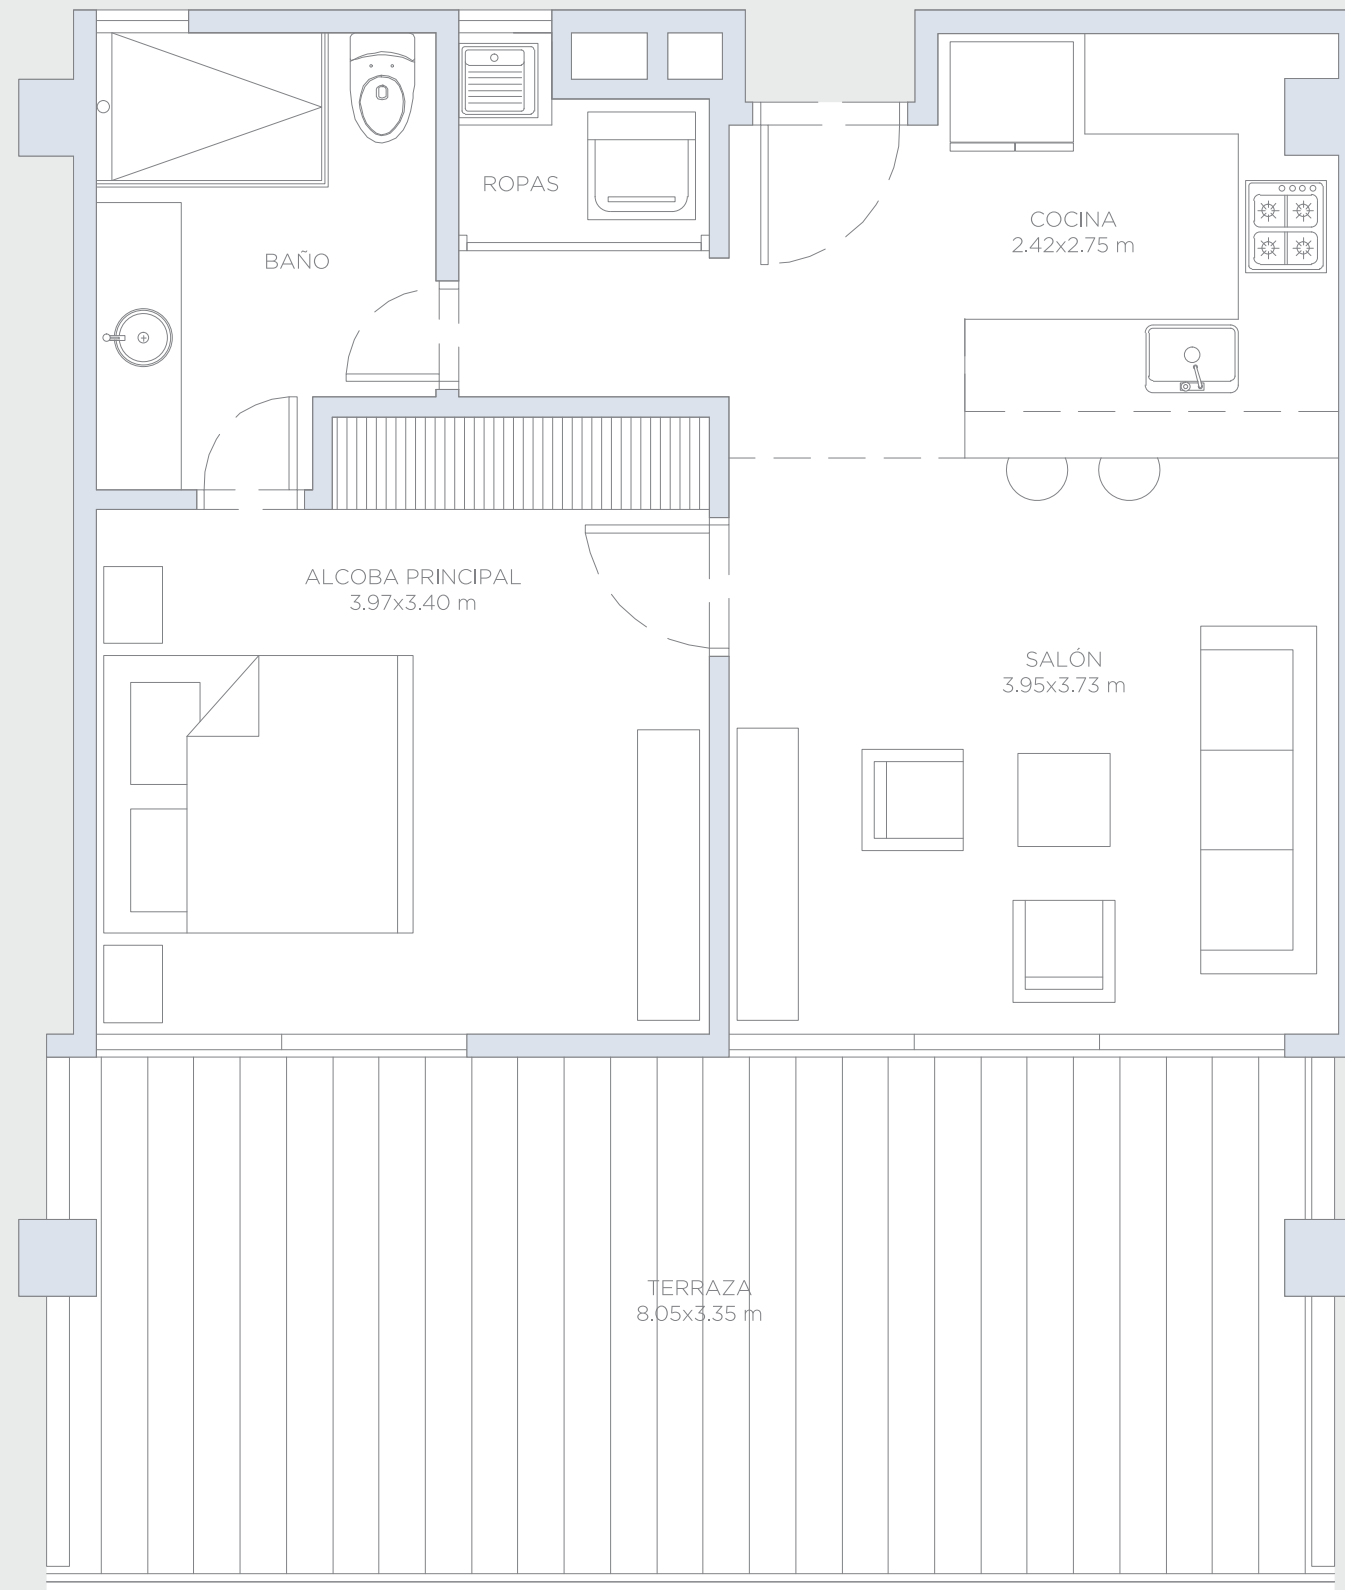 ROPAS
COCINA
2.42x2.75 m
BAÑO
ALCOBA PRINCIPAL
3.97x3.40 m
SALÓN
3.95x3.73 m
TERRAZA
8.05x3.35 m